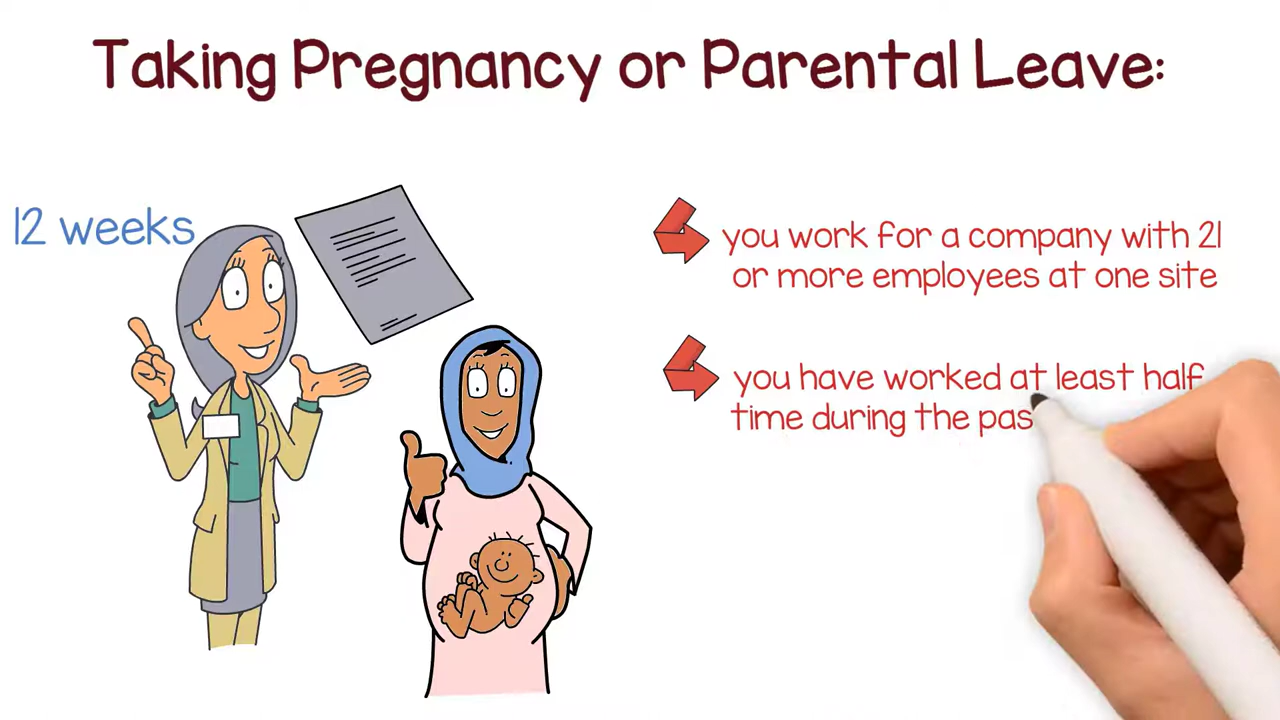 Taking Pregnancy or Parental Leave:
12 weeks
you work for a company with 21
or more employees at one site
you have worked at least half
time during the pas